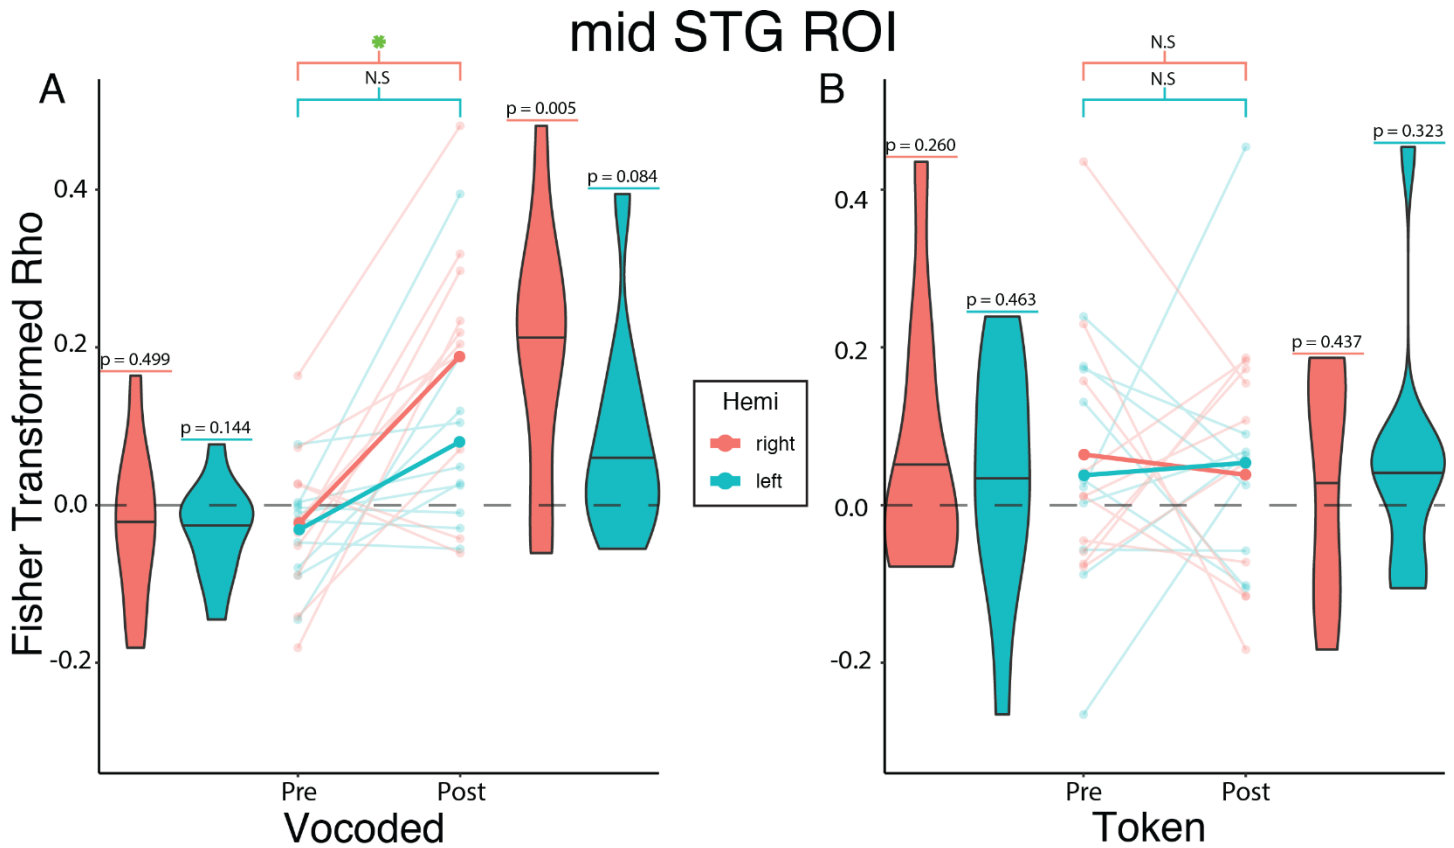 mid STG ROI
A
*
N.S
p = 0.005
p = 0.084
p = 0.499
p = 0.144
Fisher Transformed Rho
0.4
0.2
0.0
-0.2
Pre
Post
Vocoded
Hemi
right
left
B
N.S
N.S
p = 0.260
p = 0.463
p = 0.437
p = 0.323
0.4
0.2
0.0
-0.2
Pre
Post
Token